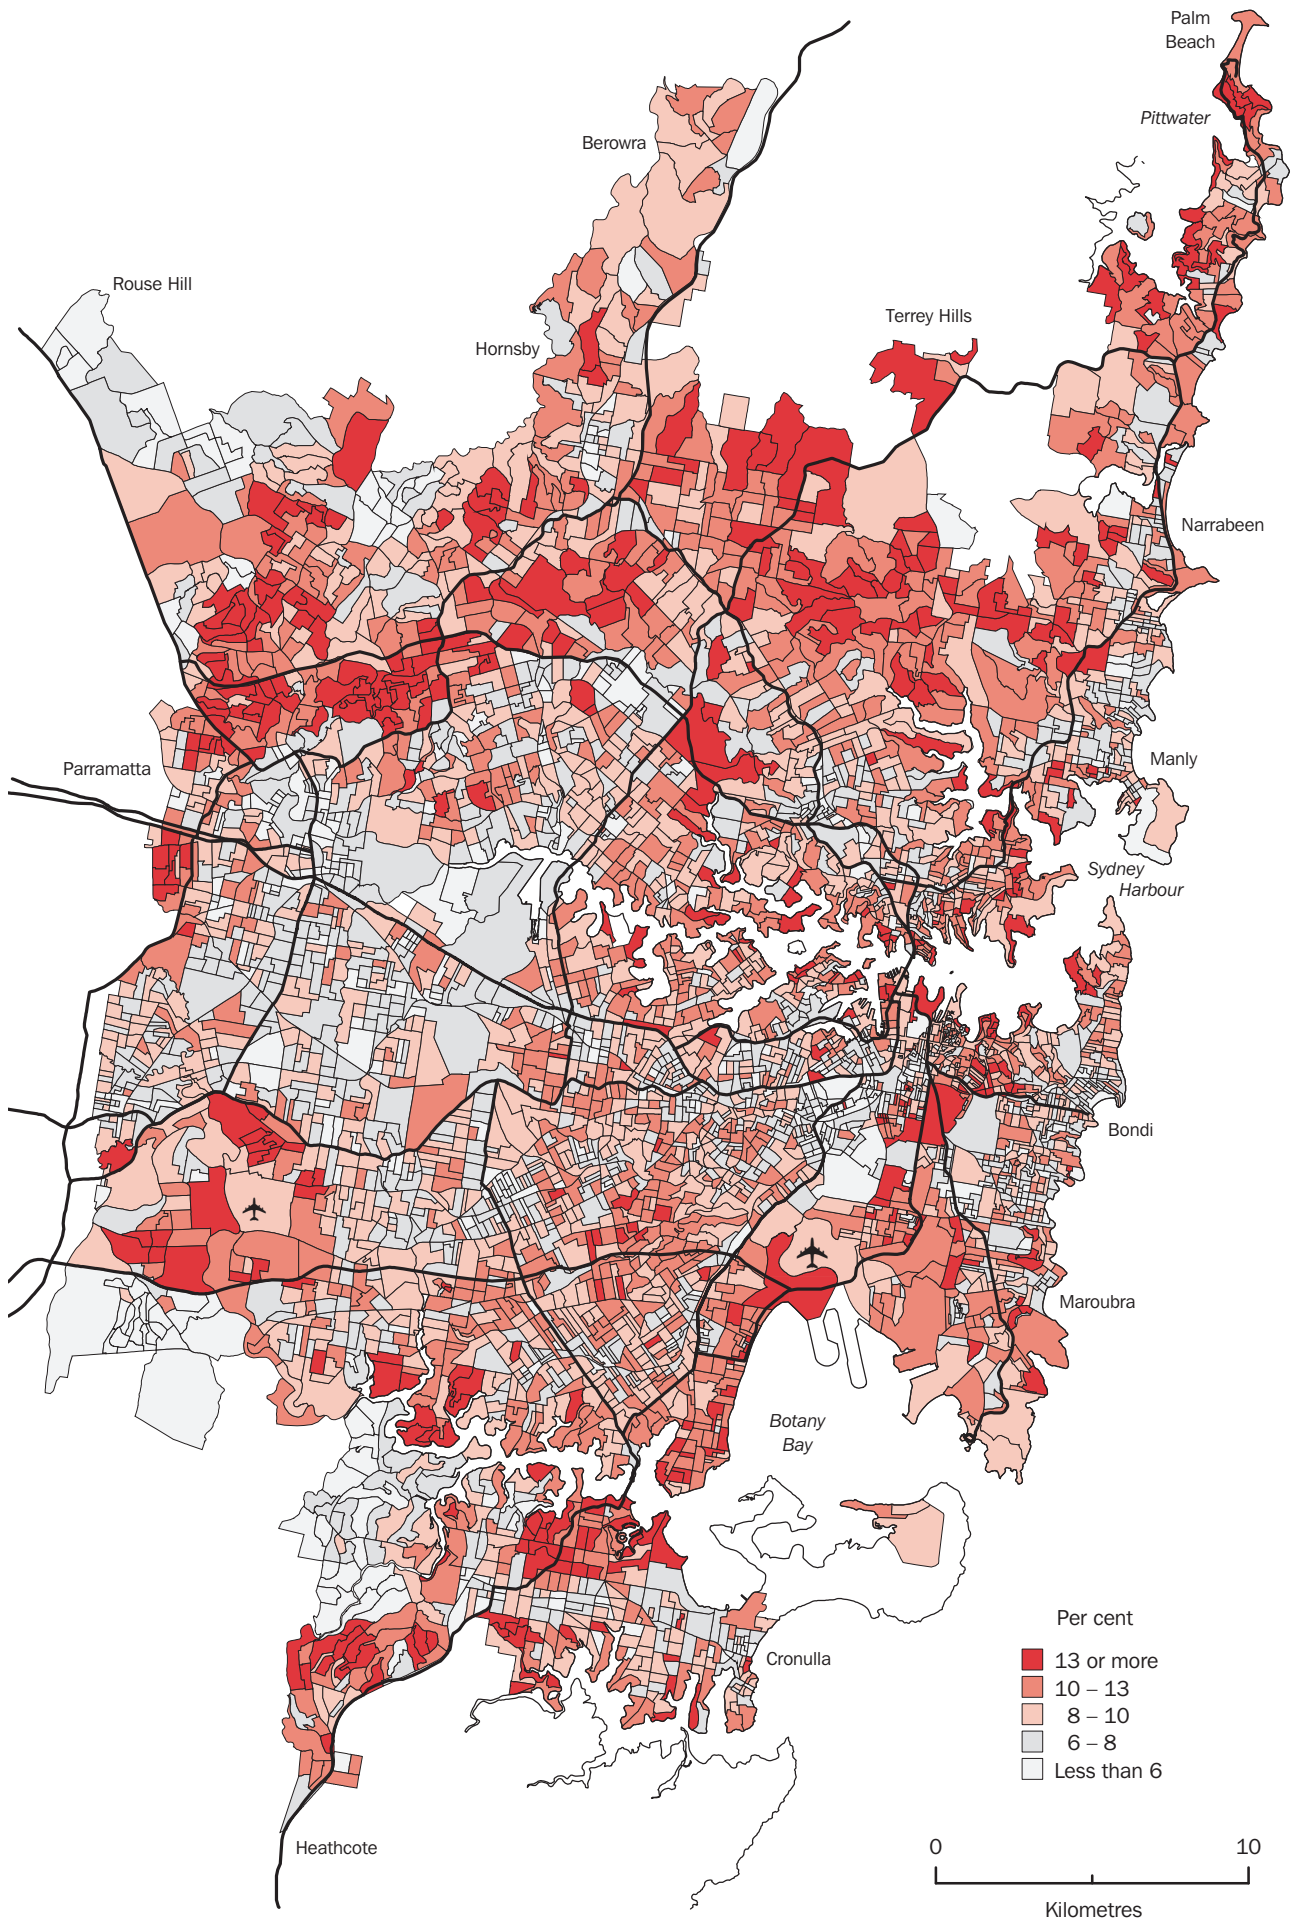 Palm
Beach
Pittwater
Berowra
Rouse Hill
Terrey Hills
Hornsby
Narrabeen
Manly
Parramatta
Sydney
Harbour
Bondi
Maroubra
Botany
Bay
Cronulla
Heathcote
Per cent
13 or more
10 – 13
8 – 10
6 – 8
Less than 6
0 10
Kilometres